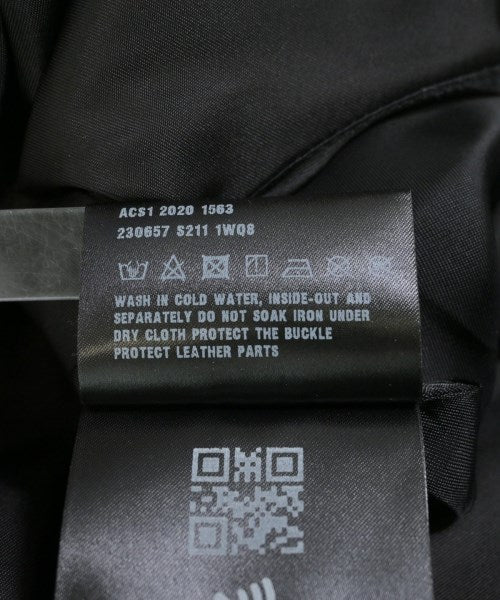 ACS1 2020 1563
230657 S211 1WQ8
WASH IN COLD WATER, INSIDE-OUT AND
SEPARATELY DO NOT SOAK IRON UNDER
DRY CLOTH PROTECT THE BUCKLE
PROTECT LEATHER PARTS